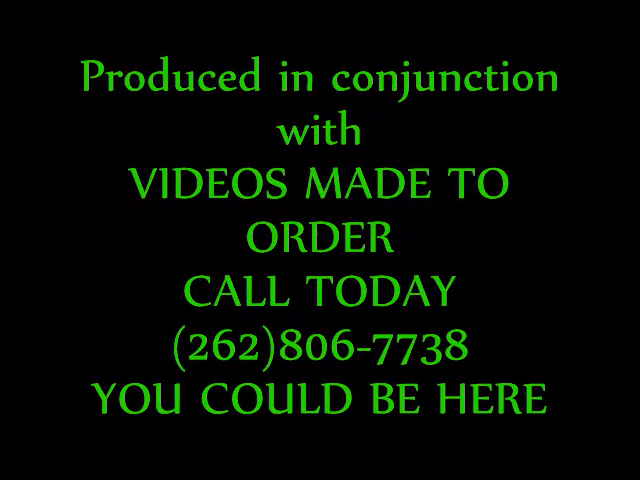 Produced in conjunction
with
VIDEOS MADE TO
ORDER
CALL TODAY
(262)806-7738
YOU COULD BE HERE